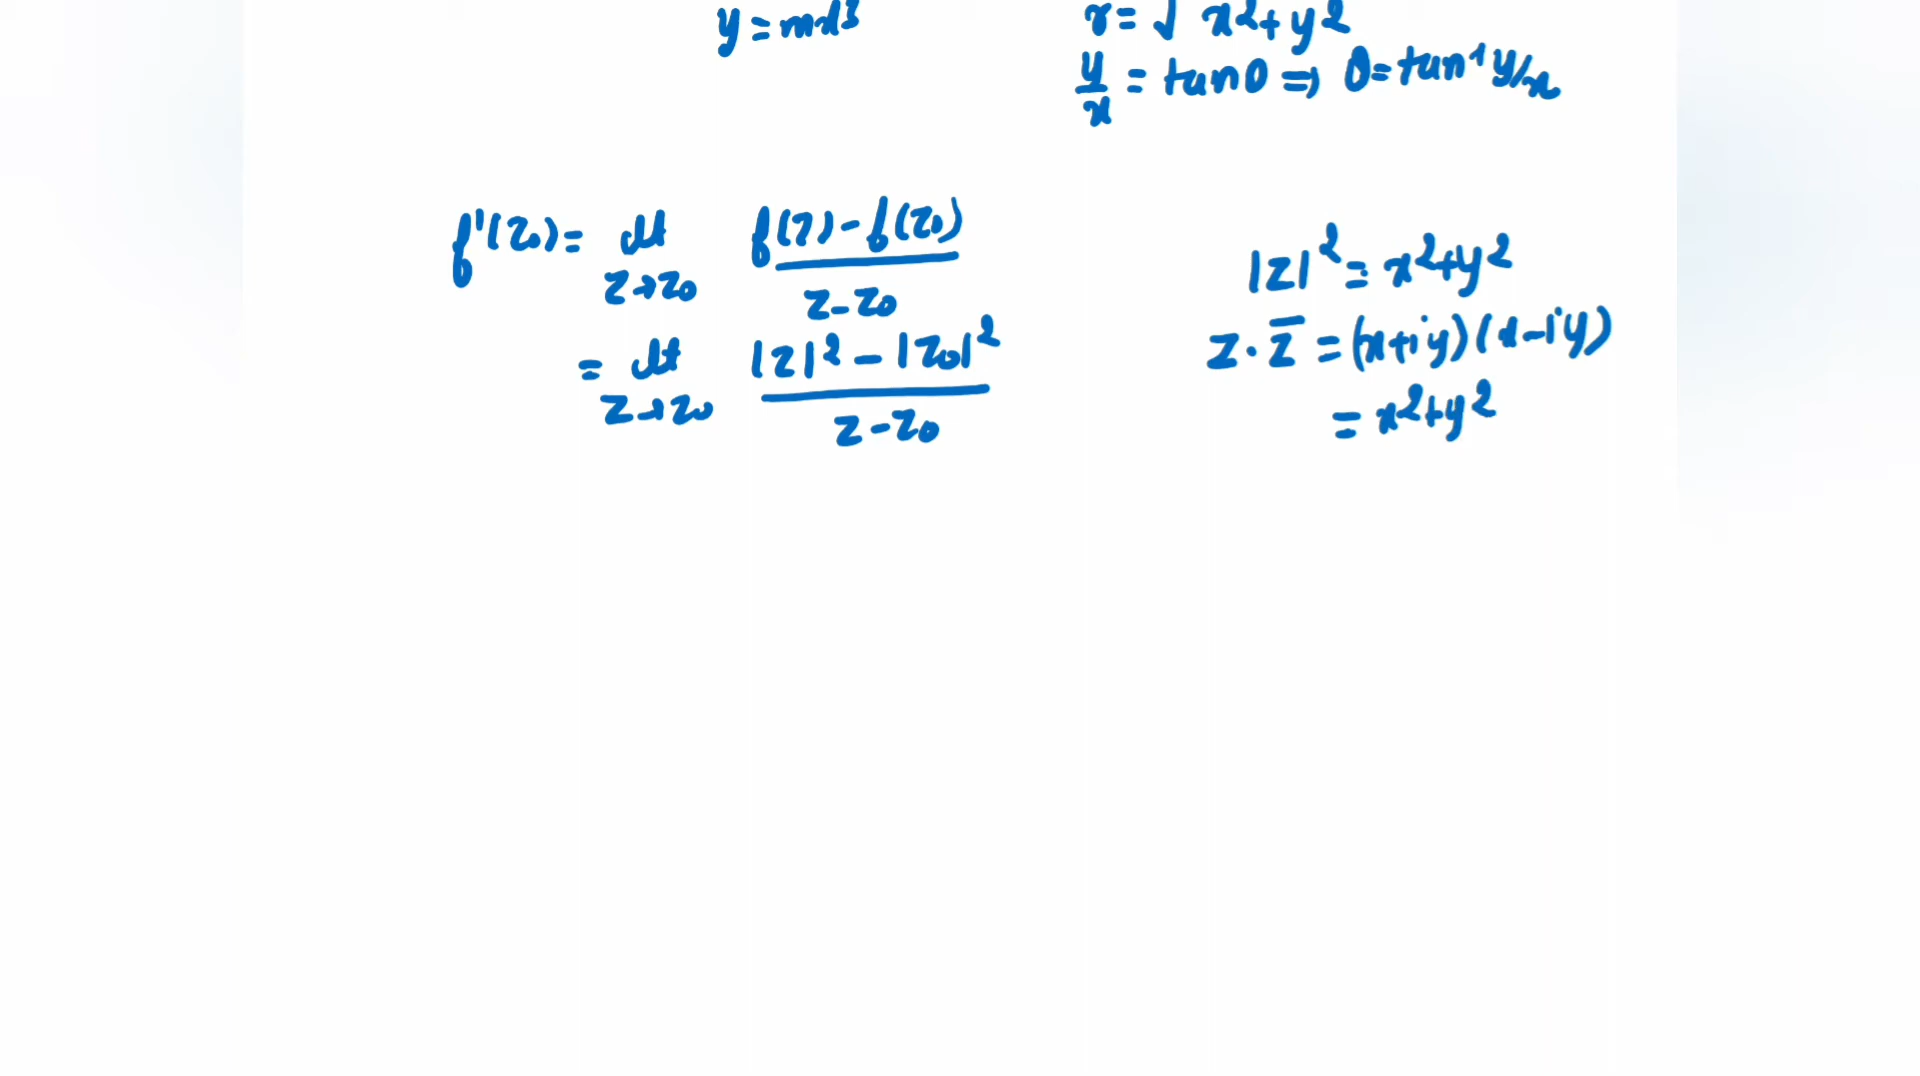 y = mx³
r = √ x²+y²
y/x = tanθ ⇒ θ = tan⁻¹ y/x
f'(z₀) = lt z→z₀ f(z) - f(z₀) / z - z₀
= lt z→z₀ |z|² - |z₀|² / z - z₀
|z|² = x²+y²
z · z̅ = (x+iy)(x-iy)
= x²+y²